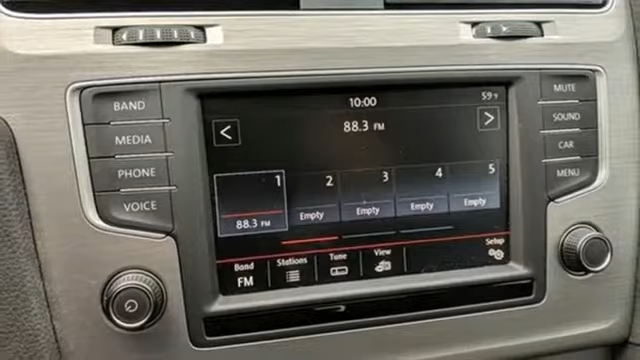 BAND
MEDIA
PHONE
VOICE
10:00
59°F
88.3 FM
<
>
1
2
3
4
5
88.3 FM
Empty
Empty
Empty
Empty
Band
FM
Stations
Tune
View
Setup
MUTE
SOUND
CAR
MENU